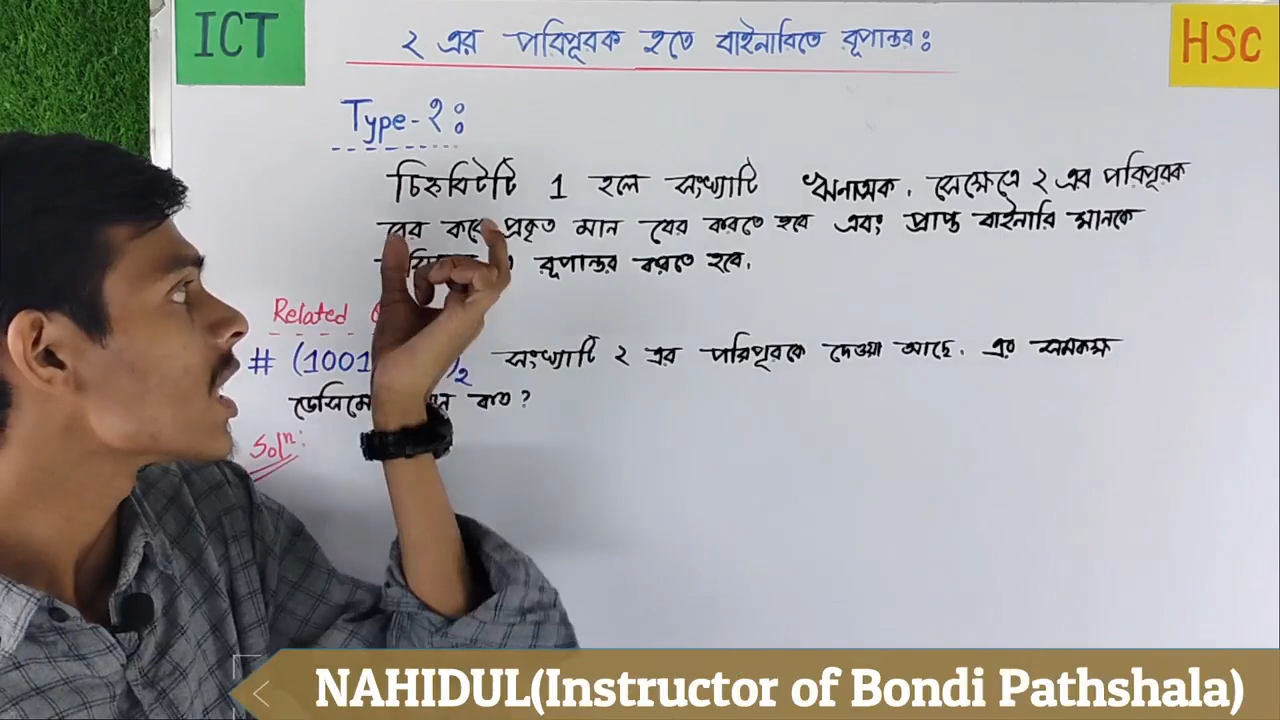 ICT
২ এর পরিপূরক হতে বাইনারিতে রূপান্তর ঃ
HSC
Type-২ :
চিহ্নবিটটি 1 হলে সংখ্যাটি ঋনাত্মক. সেক্ষেত্রে ২ এর পরিপূরক
বের করে প্রকৃত মান বের করতে হবে এবং প্রাপ্ত বাইনারি মানকে
রূপান্তর করতে হবে.
Related
# (1001 )2 সংখ্যাটি ২ এর পরিপূরকে দেওয়া আছে. এর সমকক্ষ
কত ?
Solⁿ:
NAHIDUL(Instructor of Bondi Pathshala)